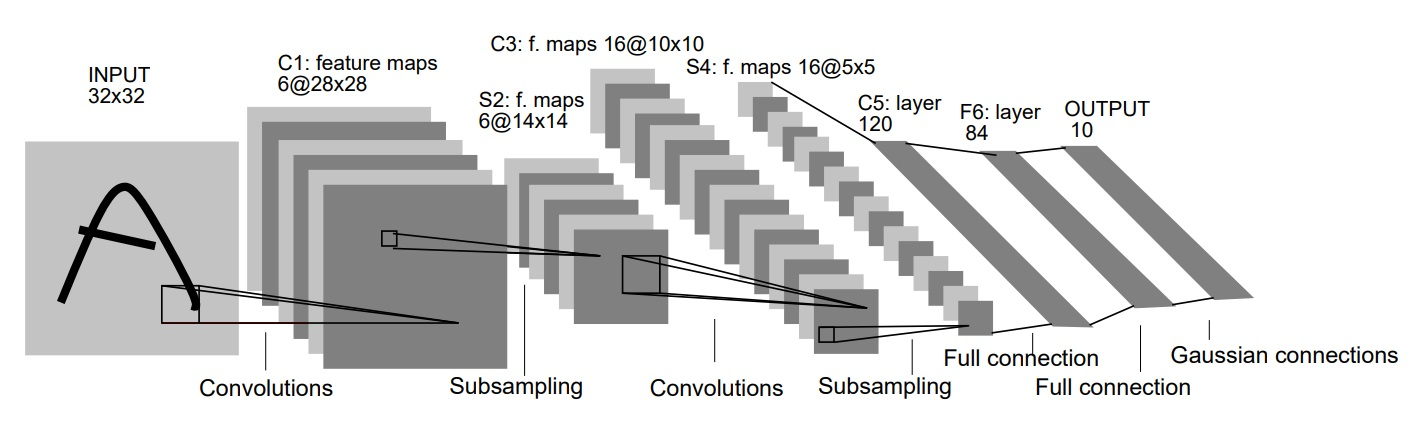 INPUT
32x32
C1: feature maps
6@28x28
S2: f. maps
6@14x14
C3: f. maps 16@10x10
S4: f. maps 16@5x5
C5: layer
120
F6: layer
84
OUTPUT
10
Convolutions
Subsampling
Convolutions
Subsampling
Full connection
Full connection
Gaussian connections